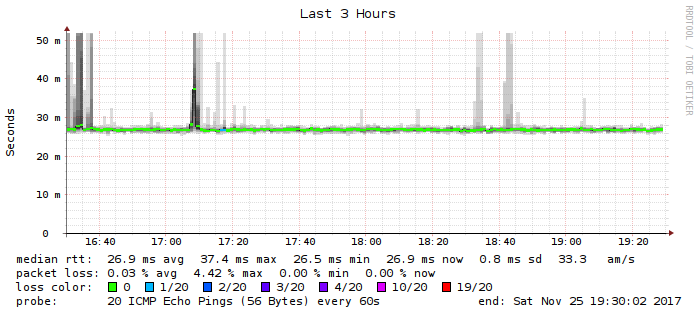 Last 3 Hours
RRDTOOL / TOBI OETIKER
Seconds
50 m
40 m
30 m
20 m
10 m
0
16:40 17:00 17:20 17:40 18:00 18:20 18:40 19:00 19:20
median rtt: 26.9 ms avg 37.4 ms max 26.5 ms min 26.9 ms now 0.8 ms sd 33.3 am/s
packet loss: 0.03 % avg 4.42 % max 0.00 % min 0.00 % now
loss color: 0 1/20 2/20 3/20 4/20 10/20 19/20
probe: 20 ICMP Echo Pings (56 Bytes) every 60s end: Sat Nov 25 19:30:02 2017